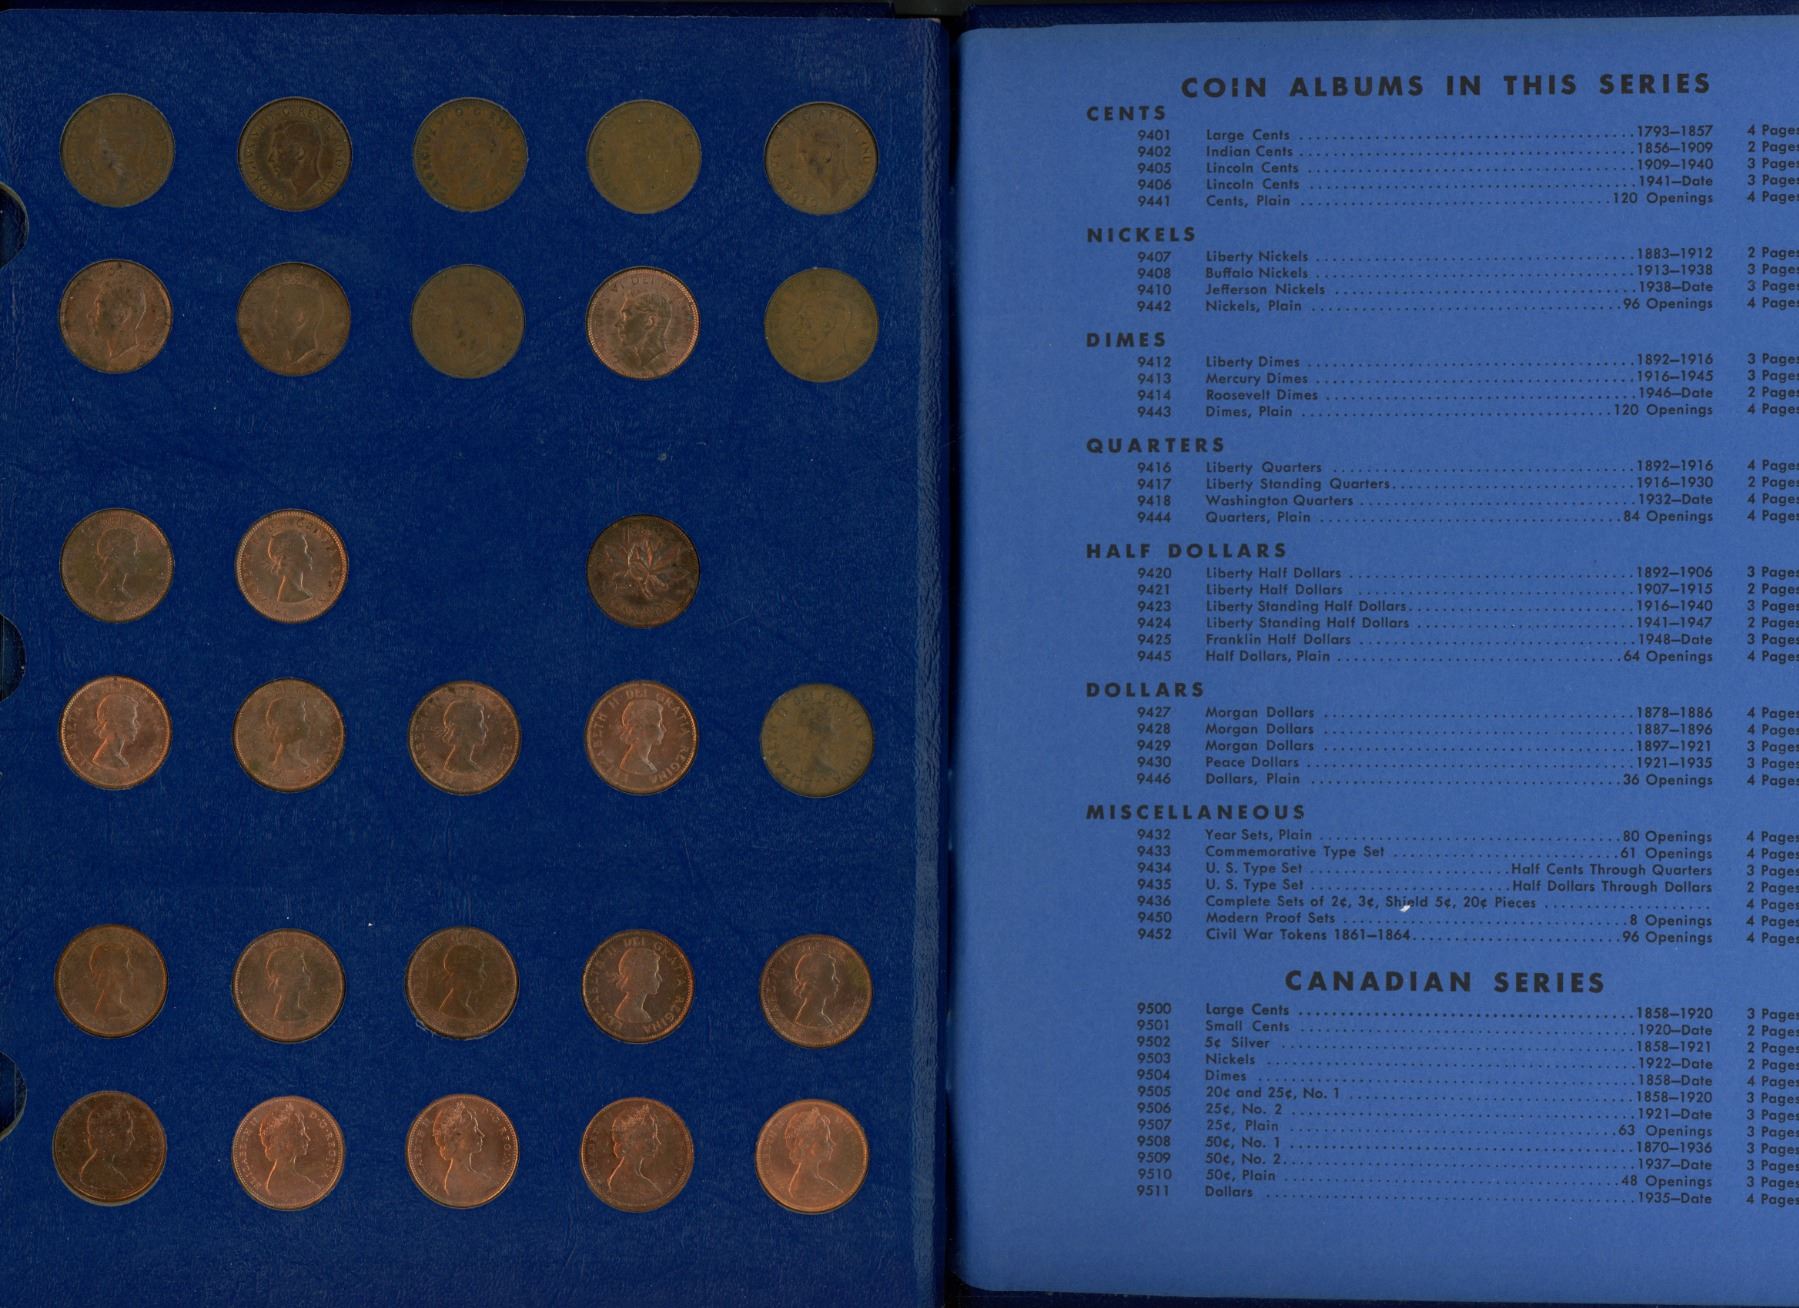 COIN ALBUMS IN THIS SERIES
CENTS
9401 Large Cents 1793–1857 4 Pages
9402 Indian Cents 1856–1909 2 Pages
9405 Lincoln Cents 1909–1940 3 Pages
9406 Lincoln Cents 1941–Date 3 Pages
9441 Cents, Plain 120 Openings 4 Pages
NICKELS
9407 Liberty Nickels 1883–1912 2 Pages
9408 Buffalo Nickels 1913–1938 3 Pages
9410 Jefferson Nickels 1938–Date 3 Pages
9442 Nickels, Plain 96 Openings 4 Pages
DIMES
9412 Liberty Dimes 1892–1916 3 Pages
9413 Mercury Dimes 1916–1945 3 Pages
9414 Roosevelt Dimes 1946–Date 2 Pages
9443 Dimes, Plain 120 Openings 4 Pages
QUARTERS
9416 Liberty Quarters 1892–1916 4 Pages
9417 Liberty Standing Quarters 1916–1930 2 Pages
9418 Washington Quarters 1932–Date 4 Pages
9444 Quarters, Plain 84 Openings 4 Pages
HALF DOLLARS
9420 Liberty Half Dollars 1892–1906 3 Pages
9421 Liberty Half Dollars 1907–1915 2 Pages
9423 Liberty Standing Half Dollars 1916–1940 3 Pages
9424 Liberty Standing Half Dollars 1941–1947 2 Pages
9425 Franklin Half Dollars 1948–Date 3 Pages
9445 Half Dollars, Plain 64 Openings 4 Pages
DOLLARS
9427 Morgan Dollars 1878–1886 4 Pages
9428 Morgan Dollars 1887–1896 4 Pages
9429 Morgan Dollars 1897–1921 3 Pages
9430 Peace Dollars 1921–1935 3 Pages
9446 Dollars, Plain 36 Openings 4 Pages
MISCELLANEOUS
9432 Year Sets, Plain 80 Openings 4 Pages
9433 Commemorative Type Set 61 Openings 4 Pages
9434 U. S. Type Set Half Cents Through Quarters 3 Pages
9435 U. S. Type Set Half Dollars Through Dollars 2 Pages
9436 Complete Sets of 2¢, 3¢, Shield 5¢, 20¢ Pieces 4 Pages
9450 Modern Proof Sets 8 Openings 4 Pages
9452 Civil War Tokens 1861–1864 96 Openings 4 Pages
CANADIAN SERIES
9500 Large Cents 1858–1920 3 Pages
9501 Small Cents 1920–Date 2 Pages
9502 5¢ Silver 1858–1921 2 Pages
9503 Nickels 1922–Date 2 Pages
9504 Dimes 1858–Date 4 Pages
9505 20¢ and 25¢, No. 1 1858–1920 3 Pages
9506 25¢, No. 2 1921–Date 3 Pages
9507 25¢, Plain 63 Openings 3 Pages
9508 50¢, No. 1 1870–1936 3 Pages
9509 50¢, No. 2 1937–Date 3 Pages
9510 50¢, Plain 48 Openings 3 Pages
9511 Dollars 1935–Date 4 Pages
ELIZABETH II DEI GRATIA REGINA